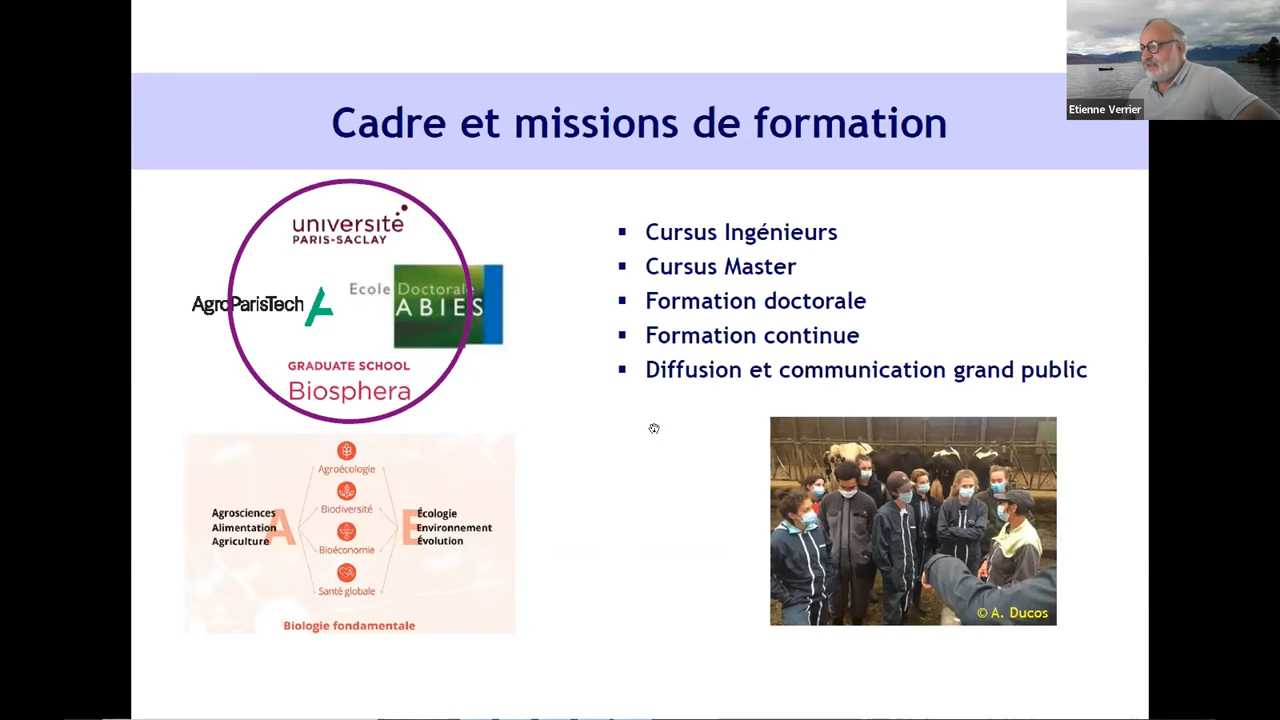 Etienne Verrier
Cadre et missions de formation
université
PARIS-SACLAY
AgroParisTech
Ecole Doctorale
ABIES
GRADUATE SCHOOL
Biosphera
▪ Cursus Ingénieurs
▪ Cursus Master
▪ Formation doctorale
▪ Formation continue
▪ Diffusion et communication grand public
Agroécologie
Biodiversité
Bioéconomie
Santé globale
A
Agrosciences
Alimentation
Agriculture
E
Écologie
Environnement
Évolution
Biologie fondamentale
© A. Ducos